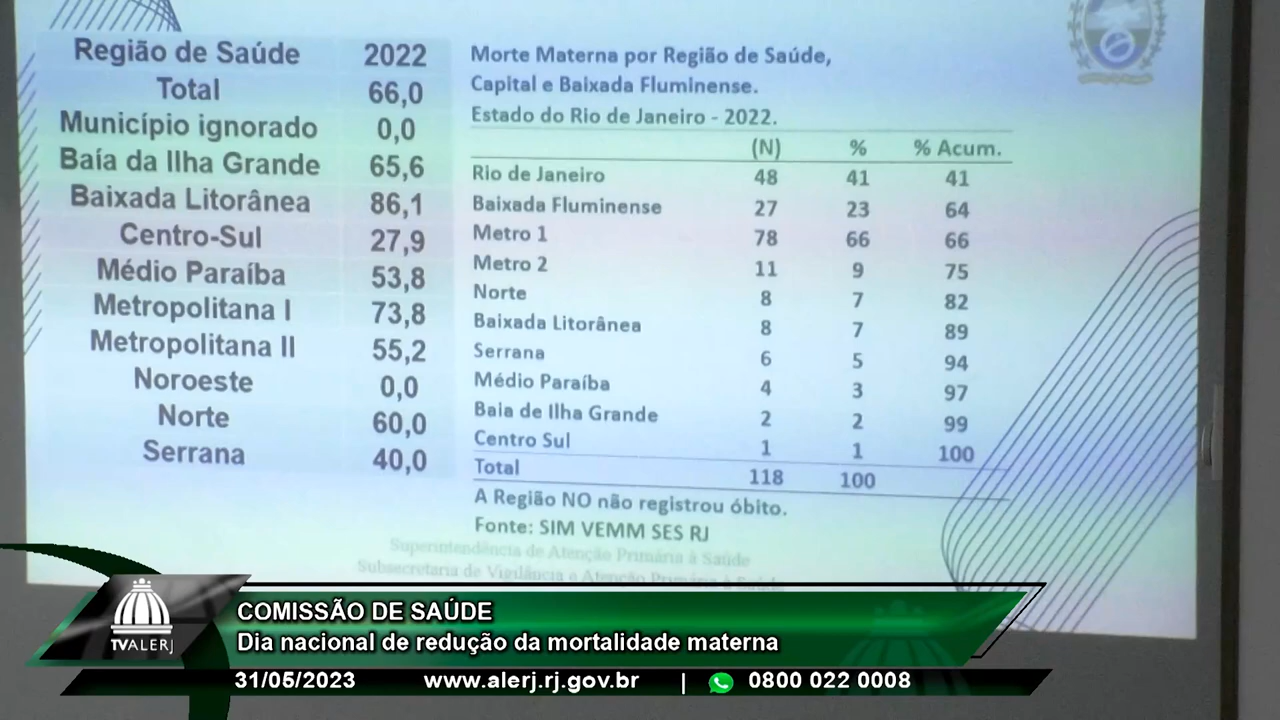 Região de Saúde 2022
Total 66,0
Município ignorado 0,0
Baía da Ilha Grande 65,6
Baixada Litorânea 86,1
Centro-Sul 27,9
Médio Paraíba 53,8
Metropolitana I 73,8
Metropolitana II 55,2
Noroeste 0,0
Norte 60,0
Serrana 40,0
Morte Materna por Região de Saúde,
Capital e Baixada Fluminense.
Estado do Rio de Janeiro - 2022.
(N) % % Acum.
Rio de Janeiro 48 41 41
Baixada Fluminense 27 23 64
Metro 1 78 66 66
Metro 2 11 9 75
Norte 8 7 82
Baixada Litorânea 8 7 89
Serrana 6 5 94
Médio Paraíba 4 3 97
Baia de Ilha Grande 2 2 99
Centro Sul 1 1 100
Total 118 100
A Região NO não registrou óbito.
Fonte: SIM VEMM SES RJ
Superintendência de Atenção Primária à Saúde
Subsecretaria de Vigilância e Atenção Primária à Saúde
TVALERJ
COMISSÃO DE SAÚDE
Dia nacional de redução da mortalidade materna
31/05/2023 www.alerj.rj.gov.br | 0800 022 0008